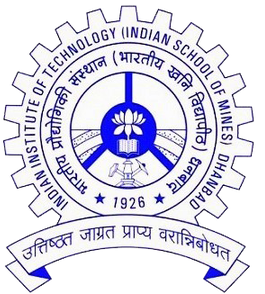 INDIAN INSTITUTE OF TECHNOLOGY (INDIAN SCHOOL OF MINES) DHANBAD
भारतीय प्रौद्योगिकी संस्थान (भारतीय खनि विद्यापीठ) धनबाद
1926
उत्तिष्ठत जाग्रत प्राप्य वरान्निबोधत